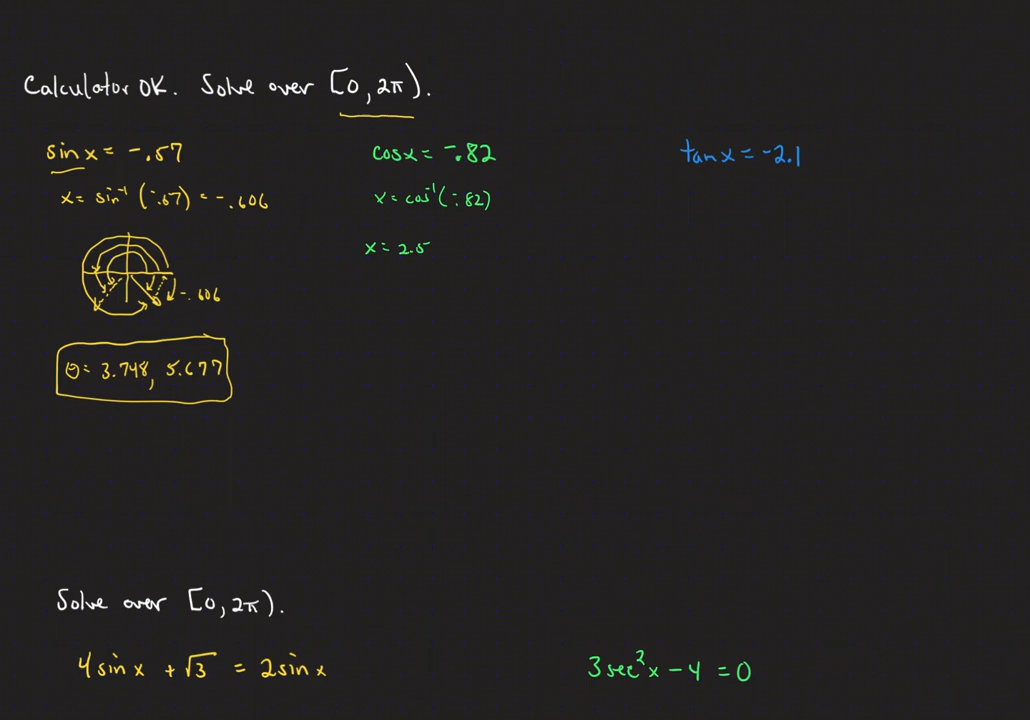 Calculator OK. Solve over [0, 2π).
sin x = -.57
x = sin⁻¹(-.57) = -.606
-.606
θ = 3.748, 5.677
cos x = -.82
x = cos⁻¹(-.82)
x = 2.5
tan x = -2.1
Solve over [0, 2π).
4 sin x + √3 = 2 sin x
3 sec² x - 4 = 0